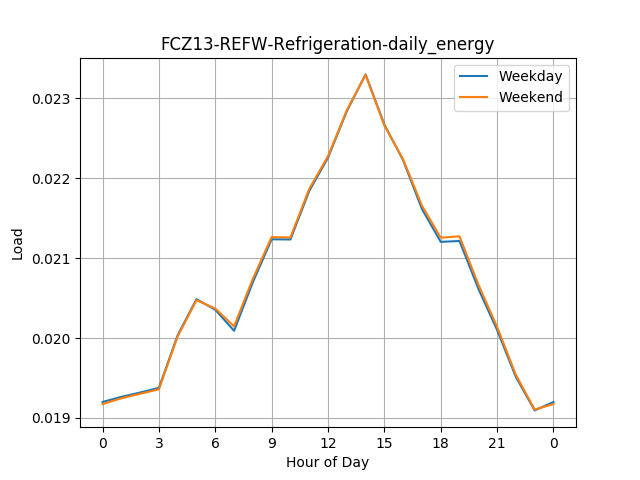 FCZ13-REFW-Refrigeration-daily_energy
Weekday
Weekend
0.023
0.022
0.021
0.020
0.019
Load
0 3 6 9 12 15 18 21 0
Hour of Day